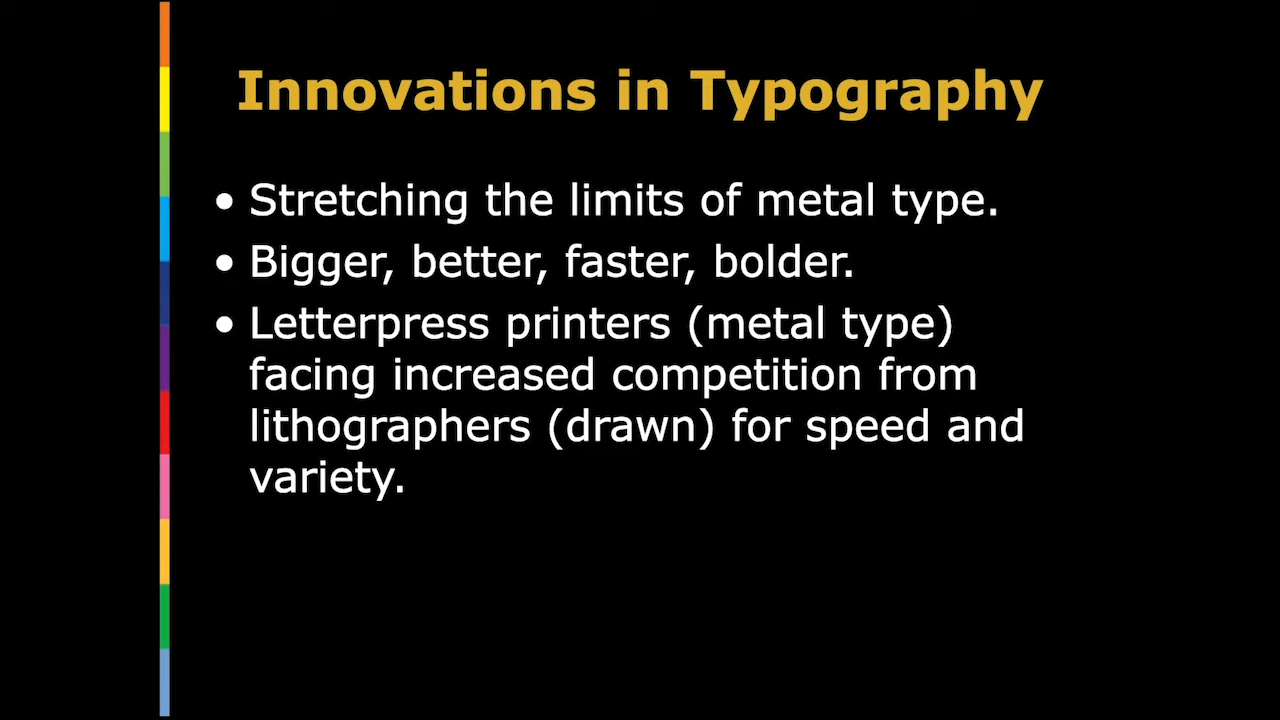 Innovations in Typography
• Stretching the limits of metal type.
• Bigger, better, faster, bolder.
• Letterpress printers (metal type)
facing increased competition from
lithographers (drawn) for speed and
variety.